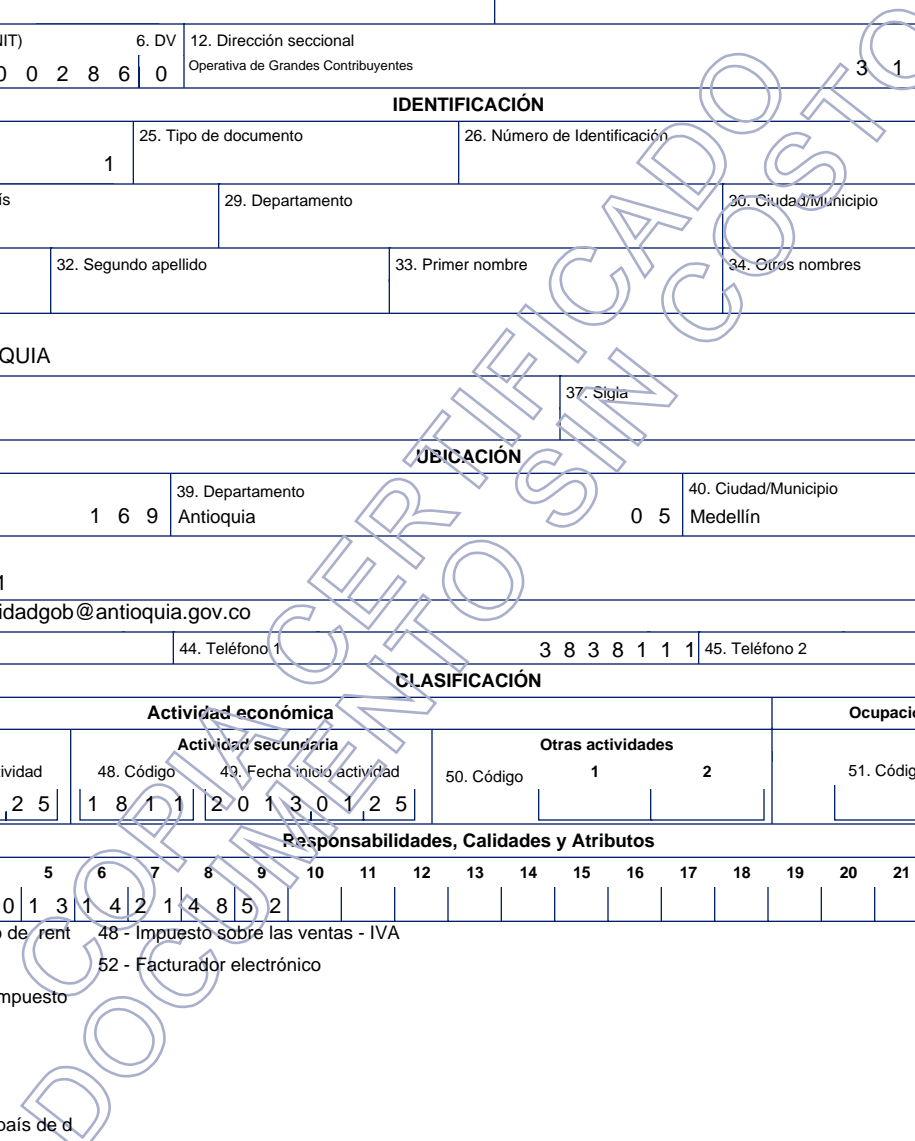 NIT) 6. DV 12. Dirección seccional
0 0 2 8 6 0 Operativa de Grandes Contribuyentes 3 1
IDENTIFICACIÓN
25. Tipo de documento 26. Número de Identificación
1
ís 29. Departamento 30. Ciudad/Municipio
32. Segundo apellido 33. Primer nombre 34. Otros nombres
QUIA
37. Sigla
UBICACIÓN
39. Departamento 40. Ciudad/Municipio
1 6 9 Antioquia 0 5 Medellín
1
idadgob@antioquia.gov.co
44. Teléfono 1 3 8 3 8 1 1 1 45. Teléfono 2
CLASIFICACIÓN
Actividad económica Ocupació
Actividad secundaria Otras actividades
ividad 48. Código 49. Fecha inicio actividad 50. Código 1 2 51. Códig
2 5 1 8 1 1 2 0 1 3 0 1 2 5
Responsabilidades, Calidades y Atributos
5 6 7 8 9 10 11 12 13 14 15 16 17 18 19 20 21
0 1 3 1 4 2 1 4 8 5 2
o de rent 48 - Impuesto sobre las ventas - IVA
52 - Facturador electrónico
mpuesto
país de d
COPIA CERTIFICADO
DOCUMENTO SIN COSTO